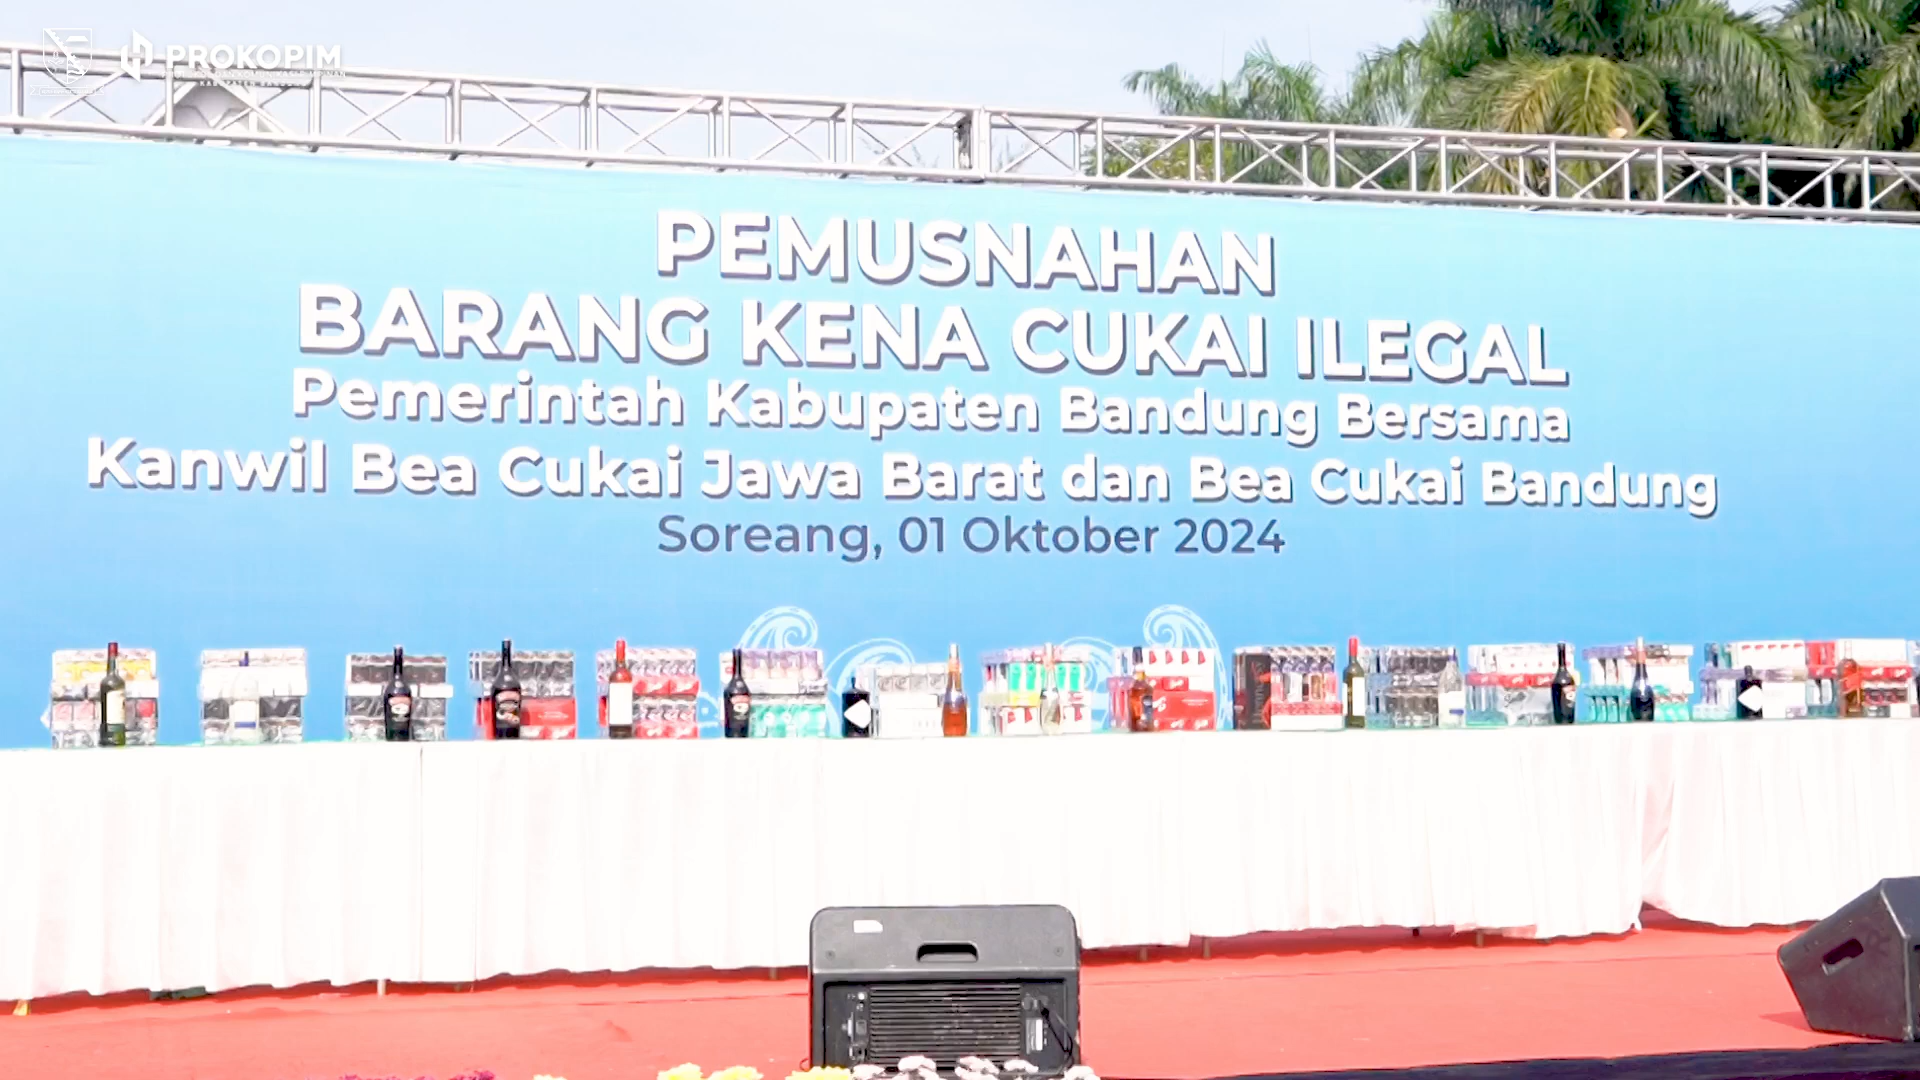 PROKOPIM
PEMUSNAHAN
BARANG KENA CUKAI ILEGAL
Pemerintah Kabupaten Bandung Bersama
Kanwil Bea Cukai Jawa Barat dan Bea Cukai Bandung
Soreang, 01 Oktober 2024